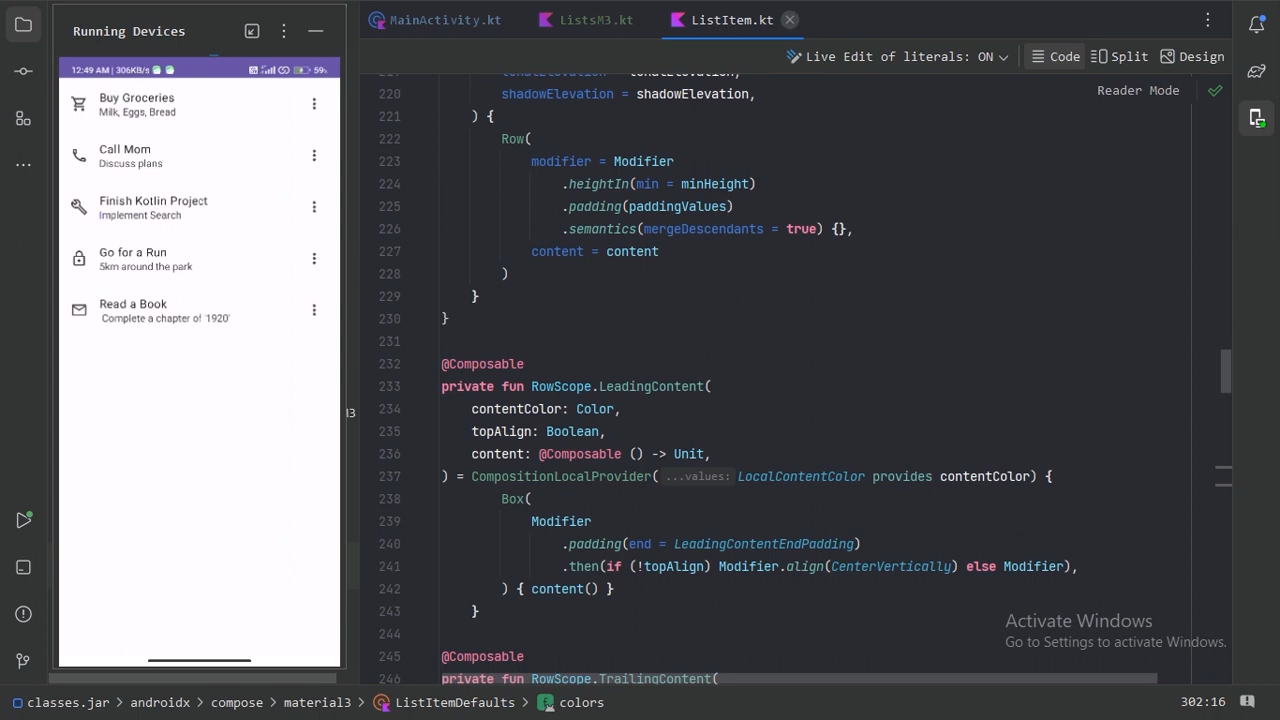 Running Devices
12:49 AM | 306KB/s
59%
Buy Groceries
Milk, Eggs, Bread
Call Mom
Discuss plans
Finish Kotlin Project
Implement Search
Go for a Run
5km around the park
Read a Book
Complete a chapter of '1920'
M3
MainActivity.kt
ListsM3.kt
ListItem.kt
Live Edit of literals: ON
Code
Split
Design
Reader Mode
220 shadowElevation = shadowElevation,
221 ) {
222 Row(
223 modifier = Modifier
224 .heightIn(min = minHeight)
225 .padding(paddingValues)
226 .semantics(mergeDescendants = true) {},
227 content = content
228 )
229 }
230 }
231
232 @Composable
233 private fun RowScope.LeadingContent(
234 contentColor: Color,
235 topAlign: Boolean,
236 content: @Composable () -> Unit,
237 ) = CompositionLocalProvider( ...values: LocalContentColor provides contentColor) {
238 Box(
239 Modifier
240 .padding(end = LeadingContentEndPadding)
241 .then(if (!topAlign) Modifier.align(CenterVertically) else Modifier),
242 ) { content() }
243 }
244
245 @Composable
246 private fun RowScope.TrailingContent(
Activate Windows
Go to Settings to activate Windows.
classes.jar > androidx > compose > material3 > ListItemDefaults > colors
302:16